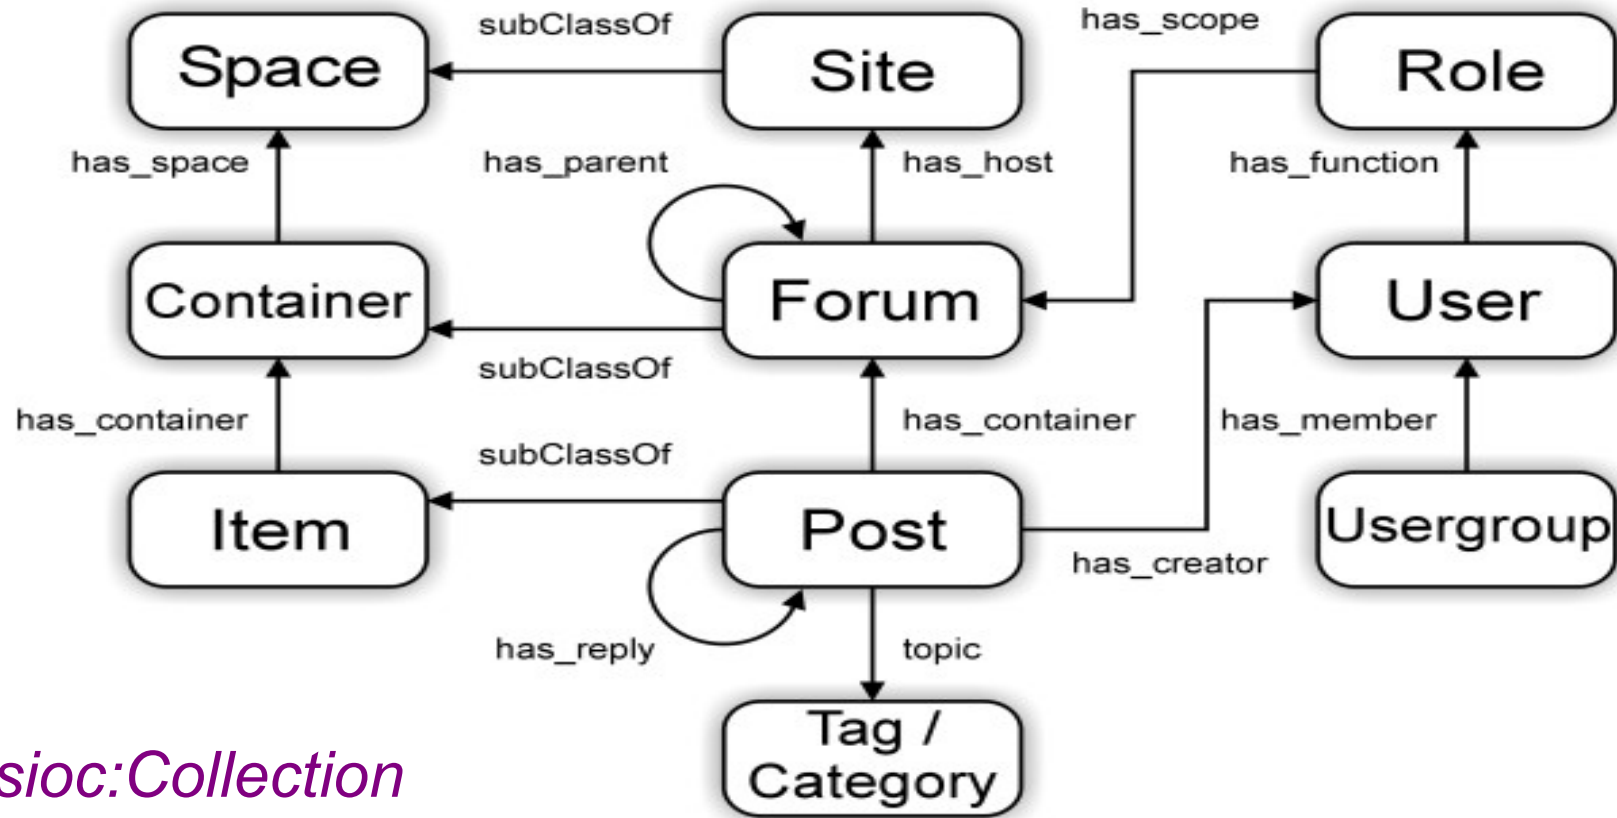 subClassOf
has_scope
Space
Site
Role
has_space
has_parent
has_host
has_function
Container
Forum
User
subClassOf
has_container
has_container
has_member
subClassOf
Item
Post
Usergroup
has_creator
has_reply
topic
Tag /
Category
sioc:Collection